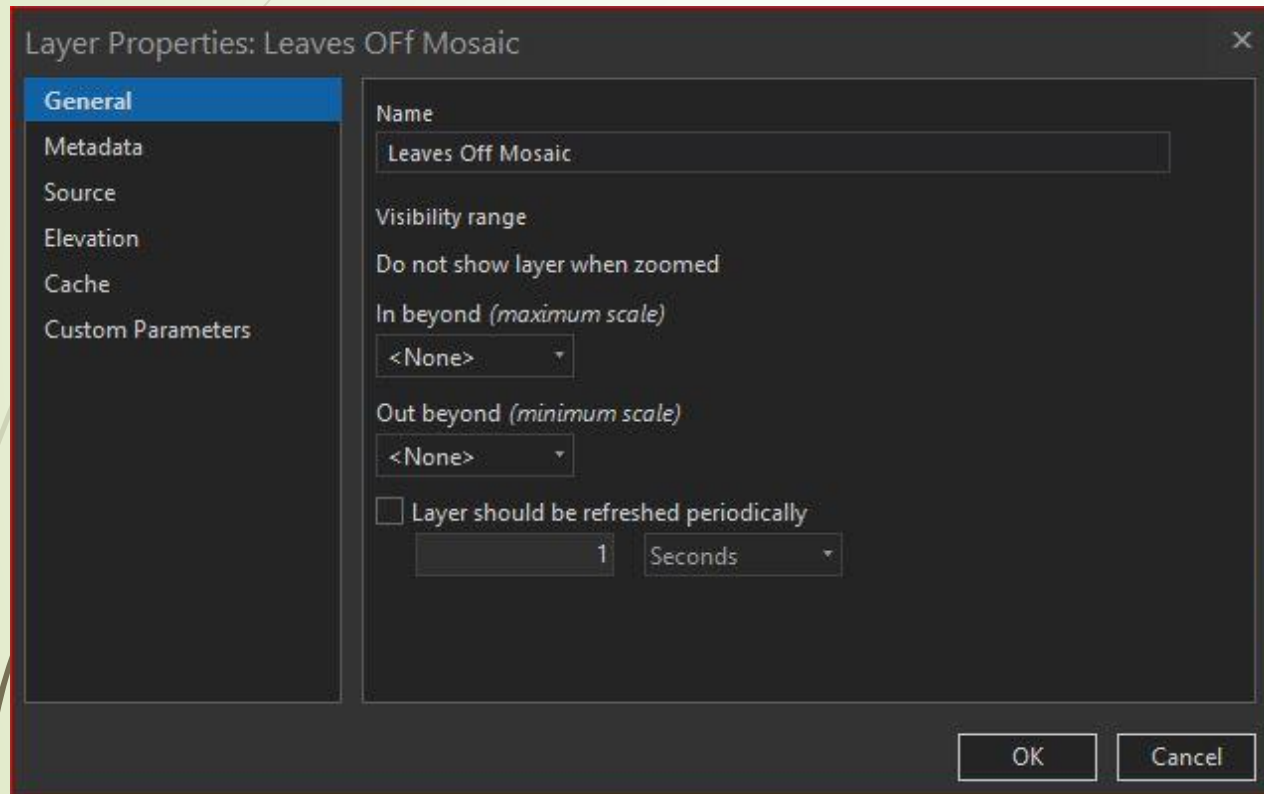 Layer Properties: Leaves OFf Mosaic
General
Metadata
Source
Elevation
Cache
Custom Parameters
Name
Leaves Off Mosaic
Visibility range
Do not show layer when zoomed
In beyond (maximum scale)
<None>
Out beyond (minimum scale)
<None>
Layer should be refreshed periodically
1 Seconds
OK Cancel